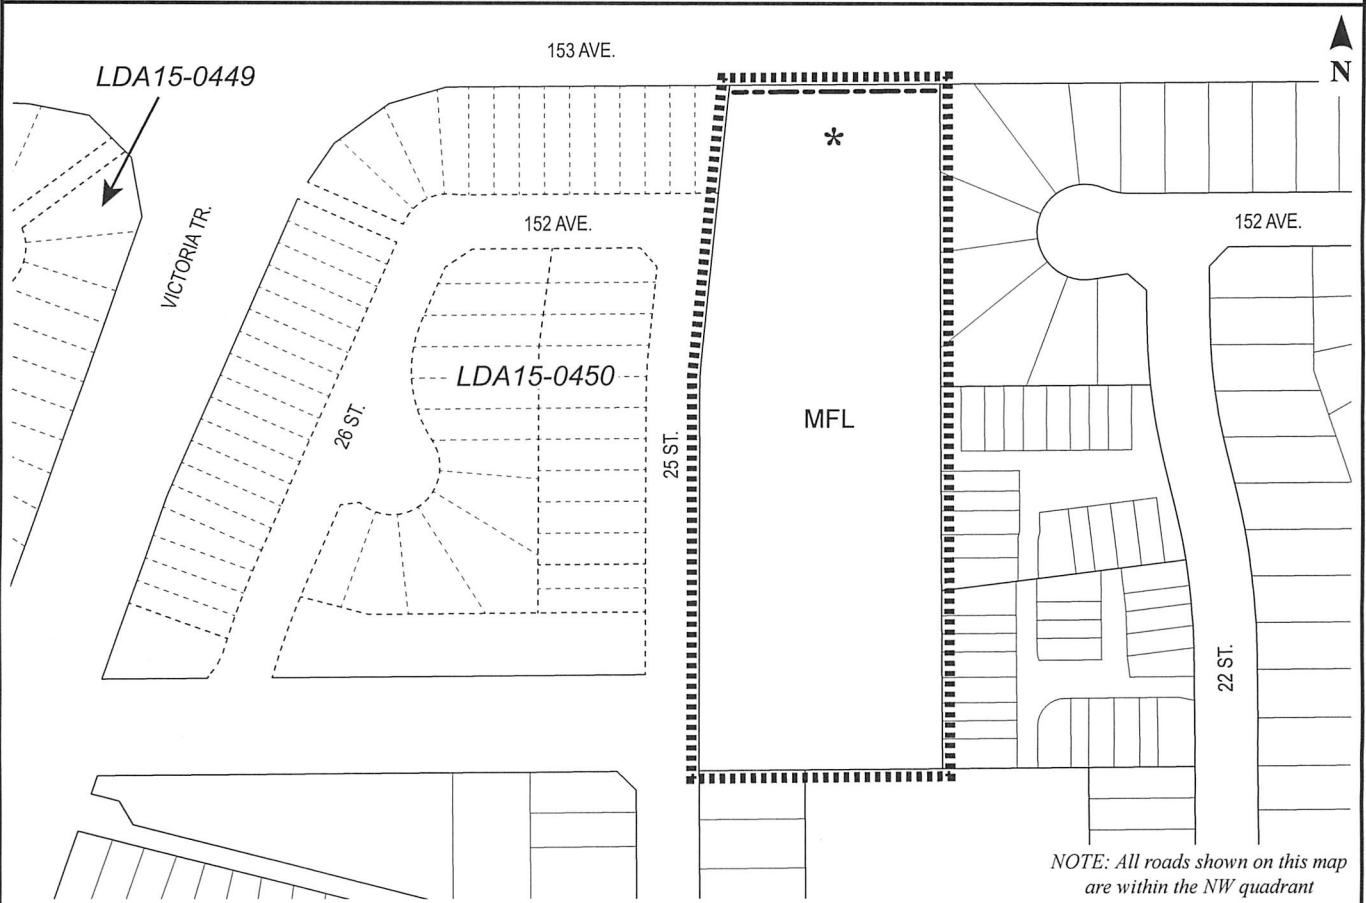 153 AVE.
LDA15-0449
N
*
152 AVE.
152 AVE.
VICTORIA TR.
LDA15-0450
26 ST.
25 ST.
MFL
22 ST.
NOTE: All roads shown on this map
are within the NW quadrant